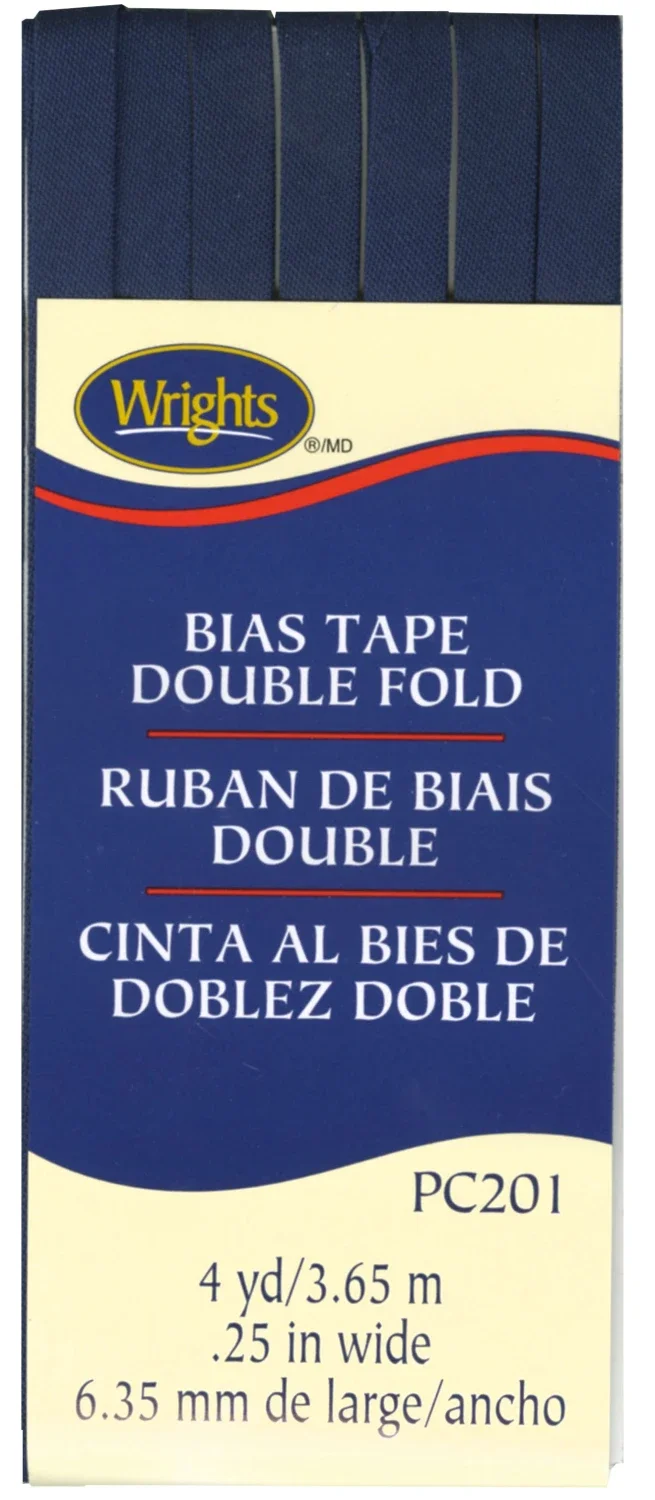 Wrights
®/MD
BIAS TAPE
DOUBLE FOLD
RUBAN DE BIAIS
DOUBLE
CINTA AL BIES DE
DOBLEZ DOBLE
PC201
4 yd/3.65 m
.25 in wide
6.35 mm de large/ancho